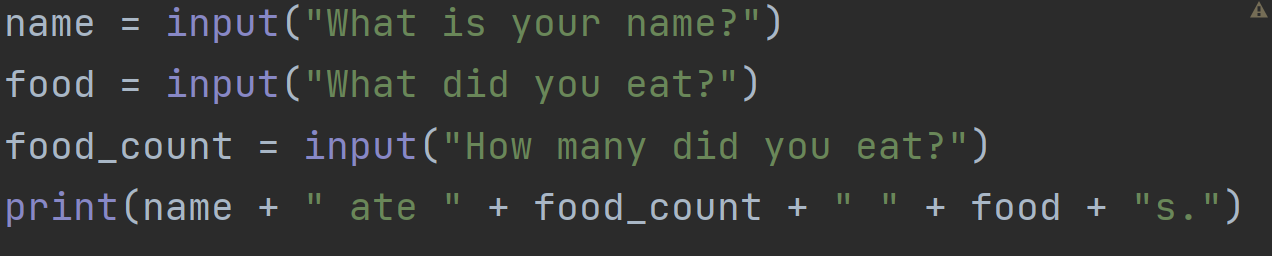 name = input("What is your name?")
food = input("What did you eat?")
food_count = input("How many did you eat?")
print(name + " ate " + food_count + " " + food + "s.")